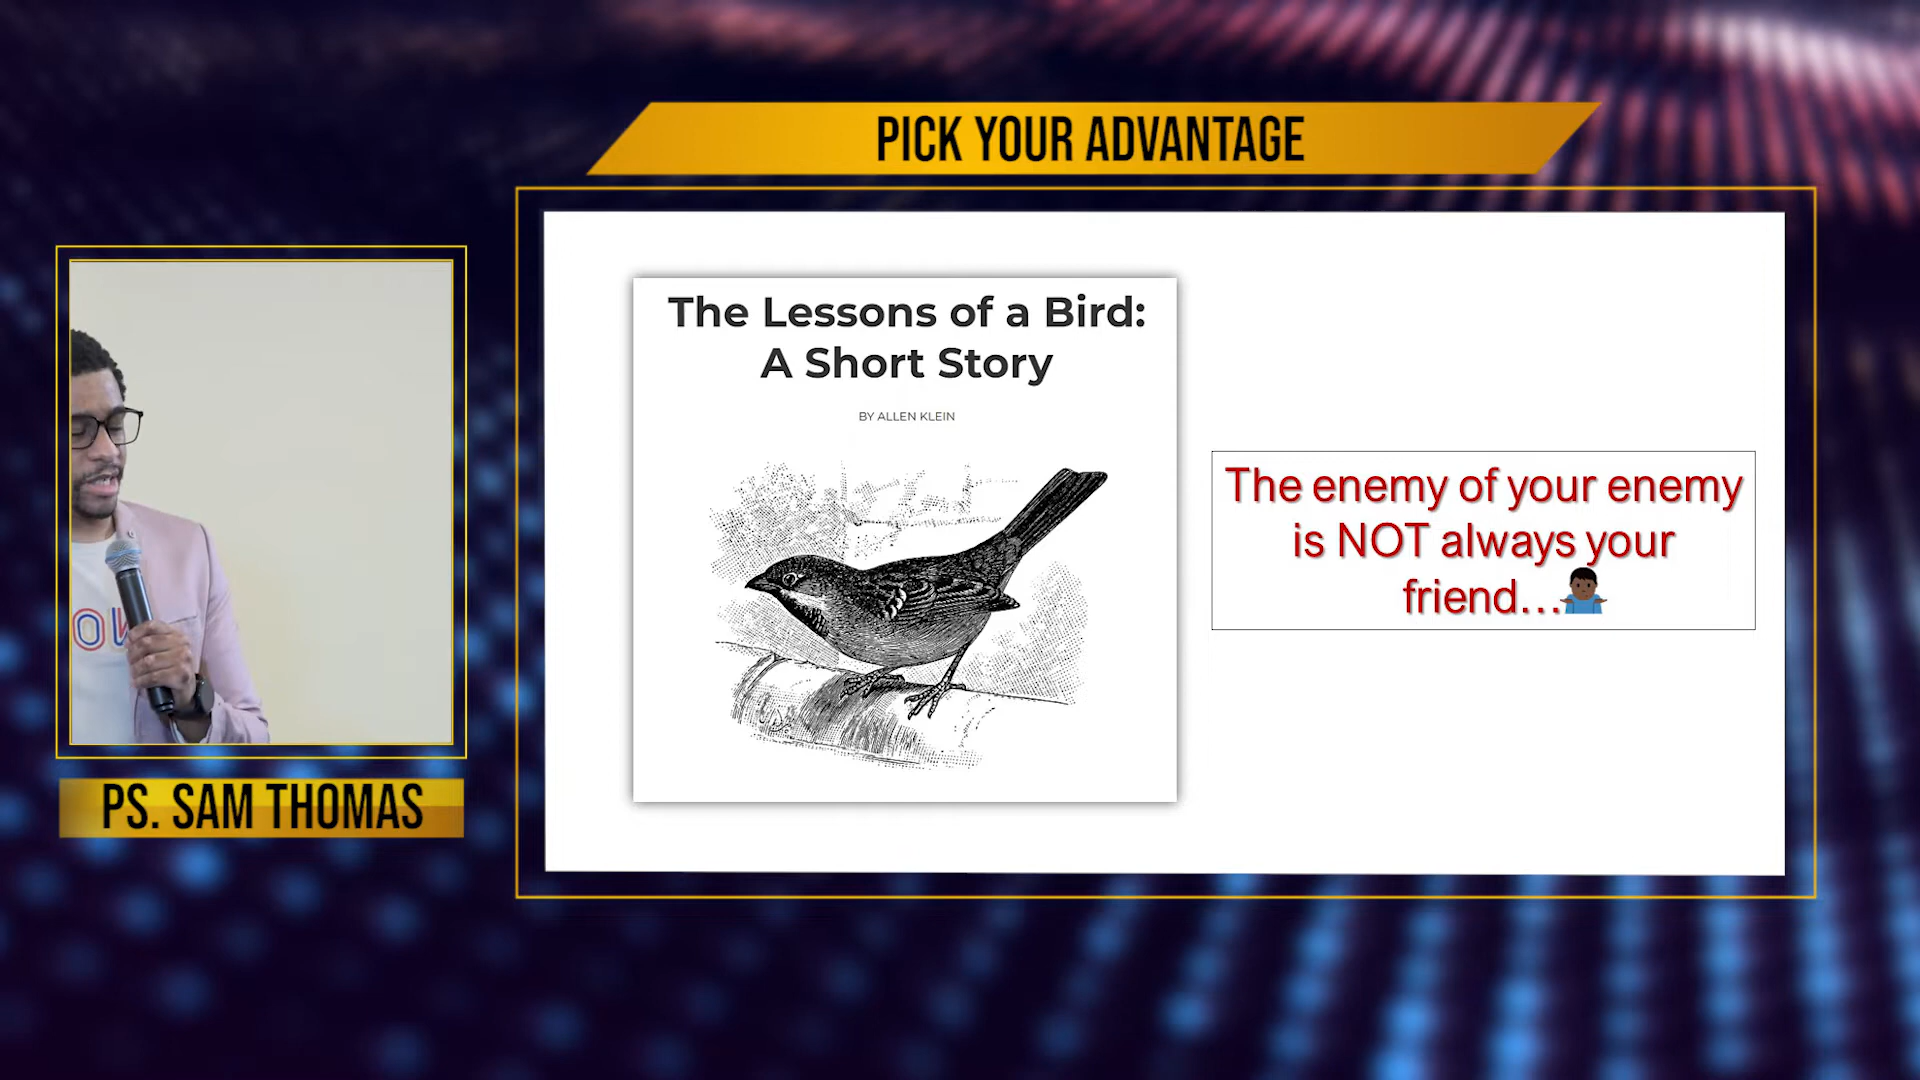 PICK YOUR ADVANTAGE
The Lessons of a Bird:
A Short Story
BY ALLEN KLEIN
The enemy of your enemy
is NOT always your
friend...
OW
PS. SAM THOMAS